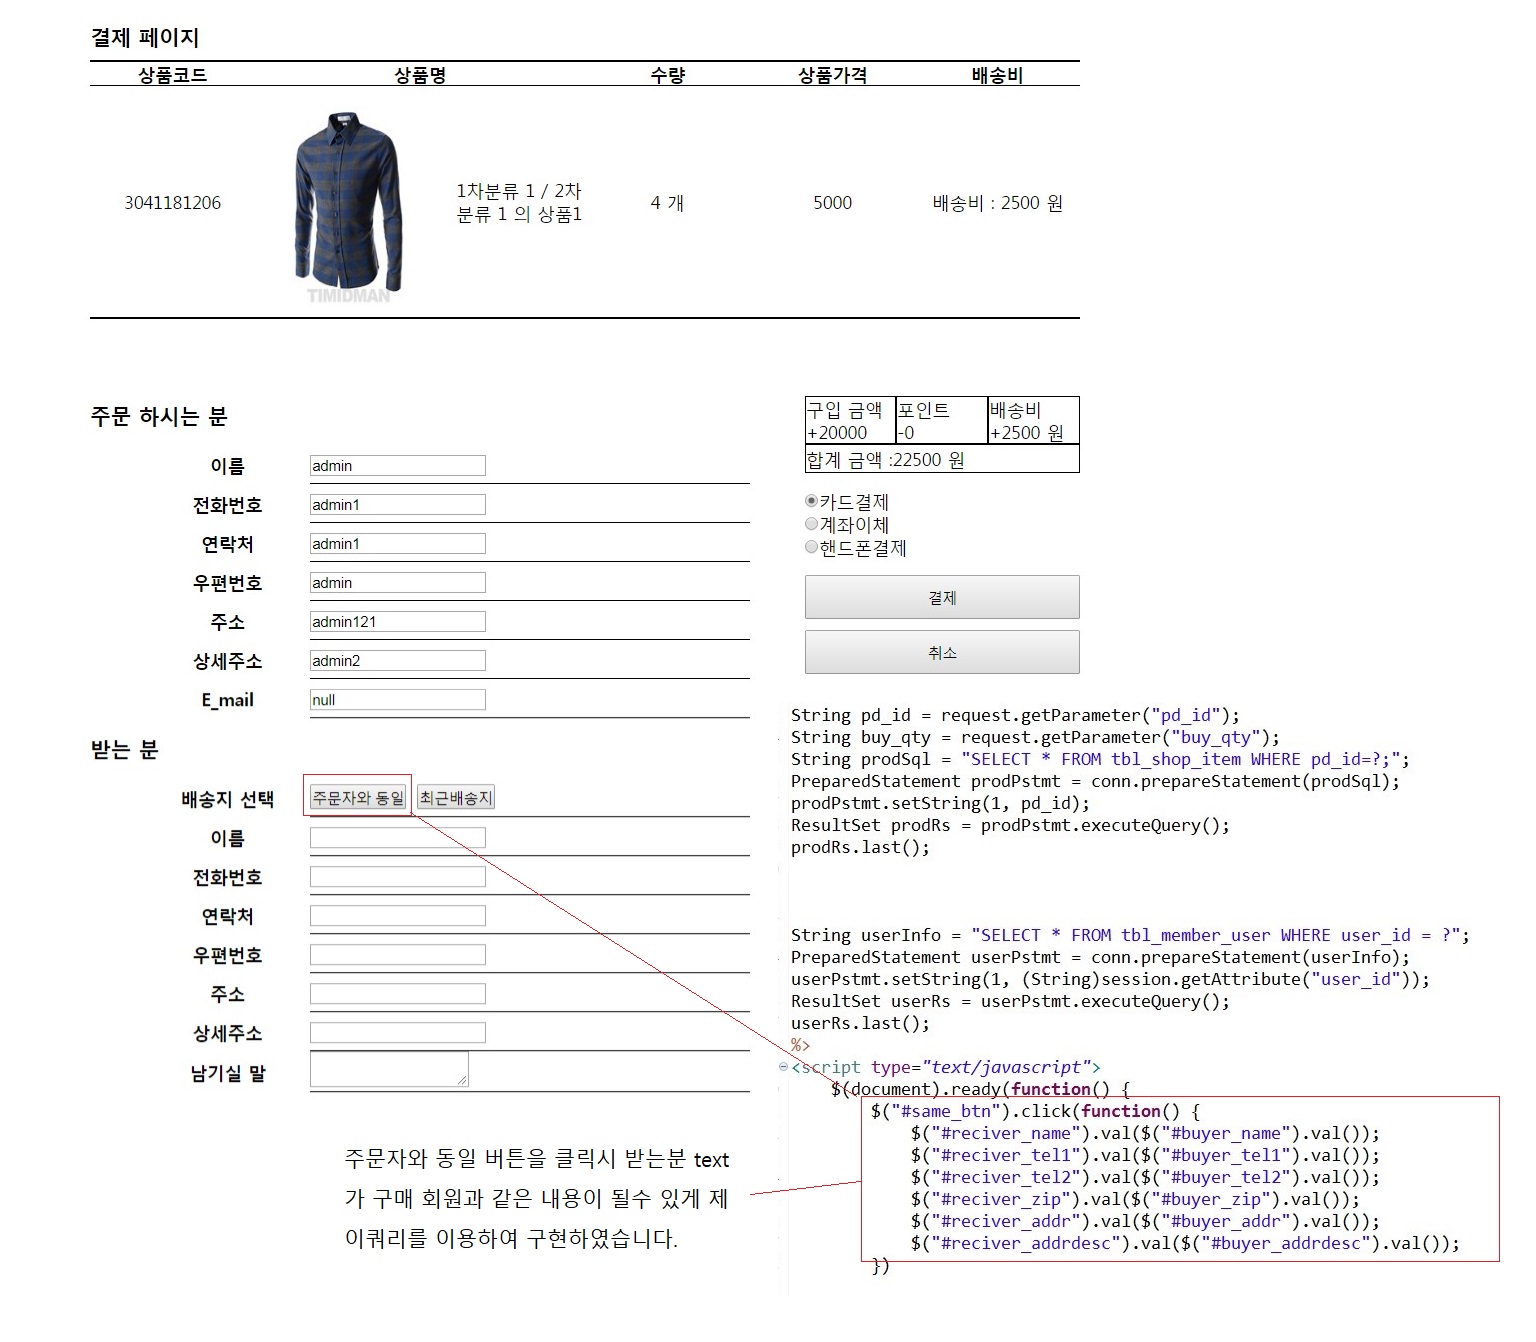 결제 페이지
상품코드 상품명 수량 상품가격 배송비
TIMIDMAN
3041181206
1차분류 1 / 2차
분류 1 의 상품1
4 개
5000
배송비 : 2500 원
주문 하시는 분
이름 admin
전화번호 admin1
연락처 admin1
우편번호 admin
주소 admin121
상세주소 admin2
E_mail null
받는 분
배송지 선택 주문자와 동일 최근배송지
이름
전화번호
연락처
우편번호
주소
상세주소
남기실 말
구입 금액 포인트 배송비
+20000 -0 +2500 원
합계 금액 :22500 원
카드결제
계좌이체
핸드폰결제
결제
취소
String pd_id = request.getParameter("pd_id");
String buy_qty = request.getParameter("buy_qty");
String prodSql = "SELECT * FROM tbl_shop_item WHERE pd_id=?;";
PreparedStatement prodPstmt = conn.prepareStatement(prodSql);
prodPstmt.setString(1, pd_id);
ResultSet prodRs = prodPstmt.executeQuery();
prodRs.last();
String userInfo = "SELECT * FROM tbl_member_user WHERE user_id = ?";
PreparedStatement userPstmt = conn.prepareStatement(userInfo);
userPstmt.setString(1, (String)session.getAttribute("user_id"));
ResultSet userRs = userPstmt.executeQuery();
userRs.last();
%>
<script type="text/javascript">
$(document).ready(function() {
$("#same_btn").click(function() {
$("#reciver_name").val($("#buyer_name").val());
$("#reciver_tel1").val($("#buyer_tel1").val());
$("#reciver_tel2").val($("#buyer_tel2").val());
$("#reciver_zip").val($("#buyer_zip").val());
$("#reciver_addr").val($("#buyer_addr").val());
$("#reciver_addrdesc").val($("#buyer_addrdesc").val());
})
주문자와 동일 버튼을 클릭시 받는분 text
가 구매 회원과 같은 내용이 될수 있게 제
이쿼리를 이용하여 구현하였습니다.